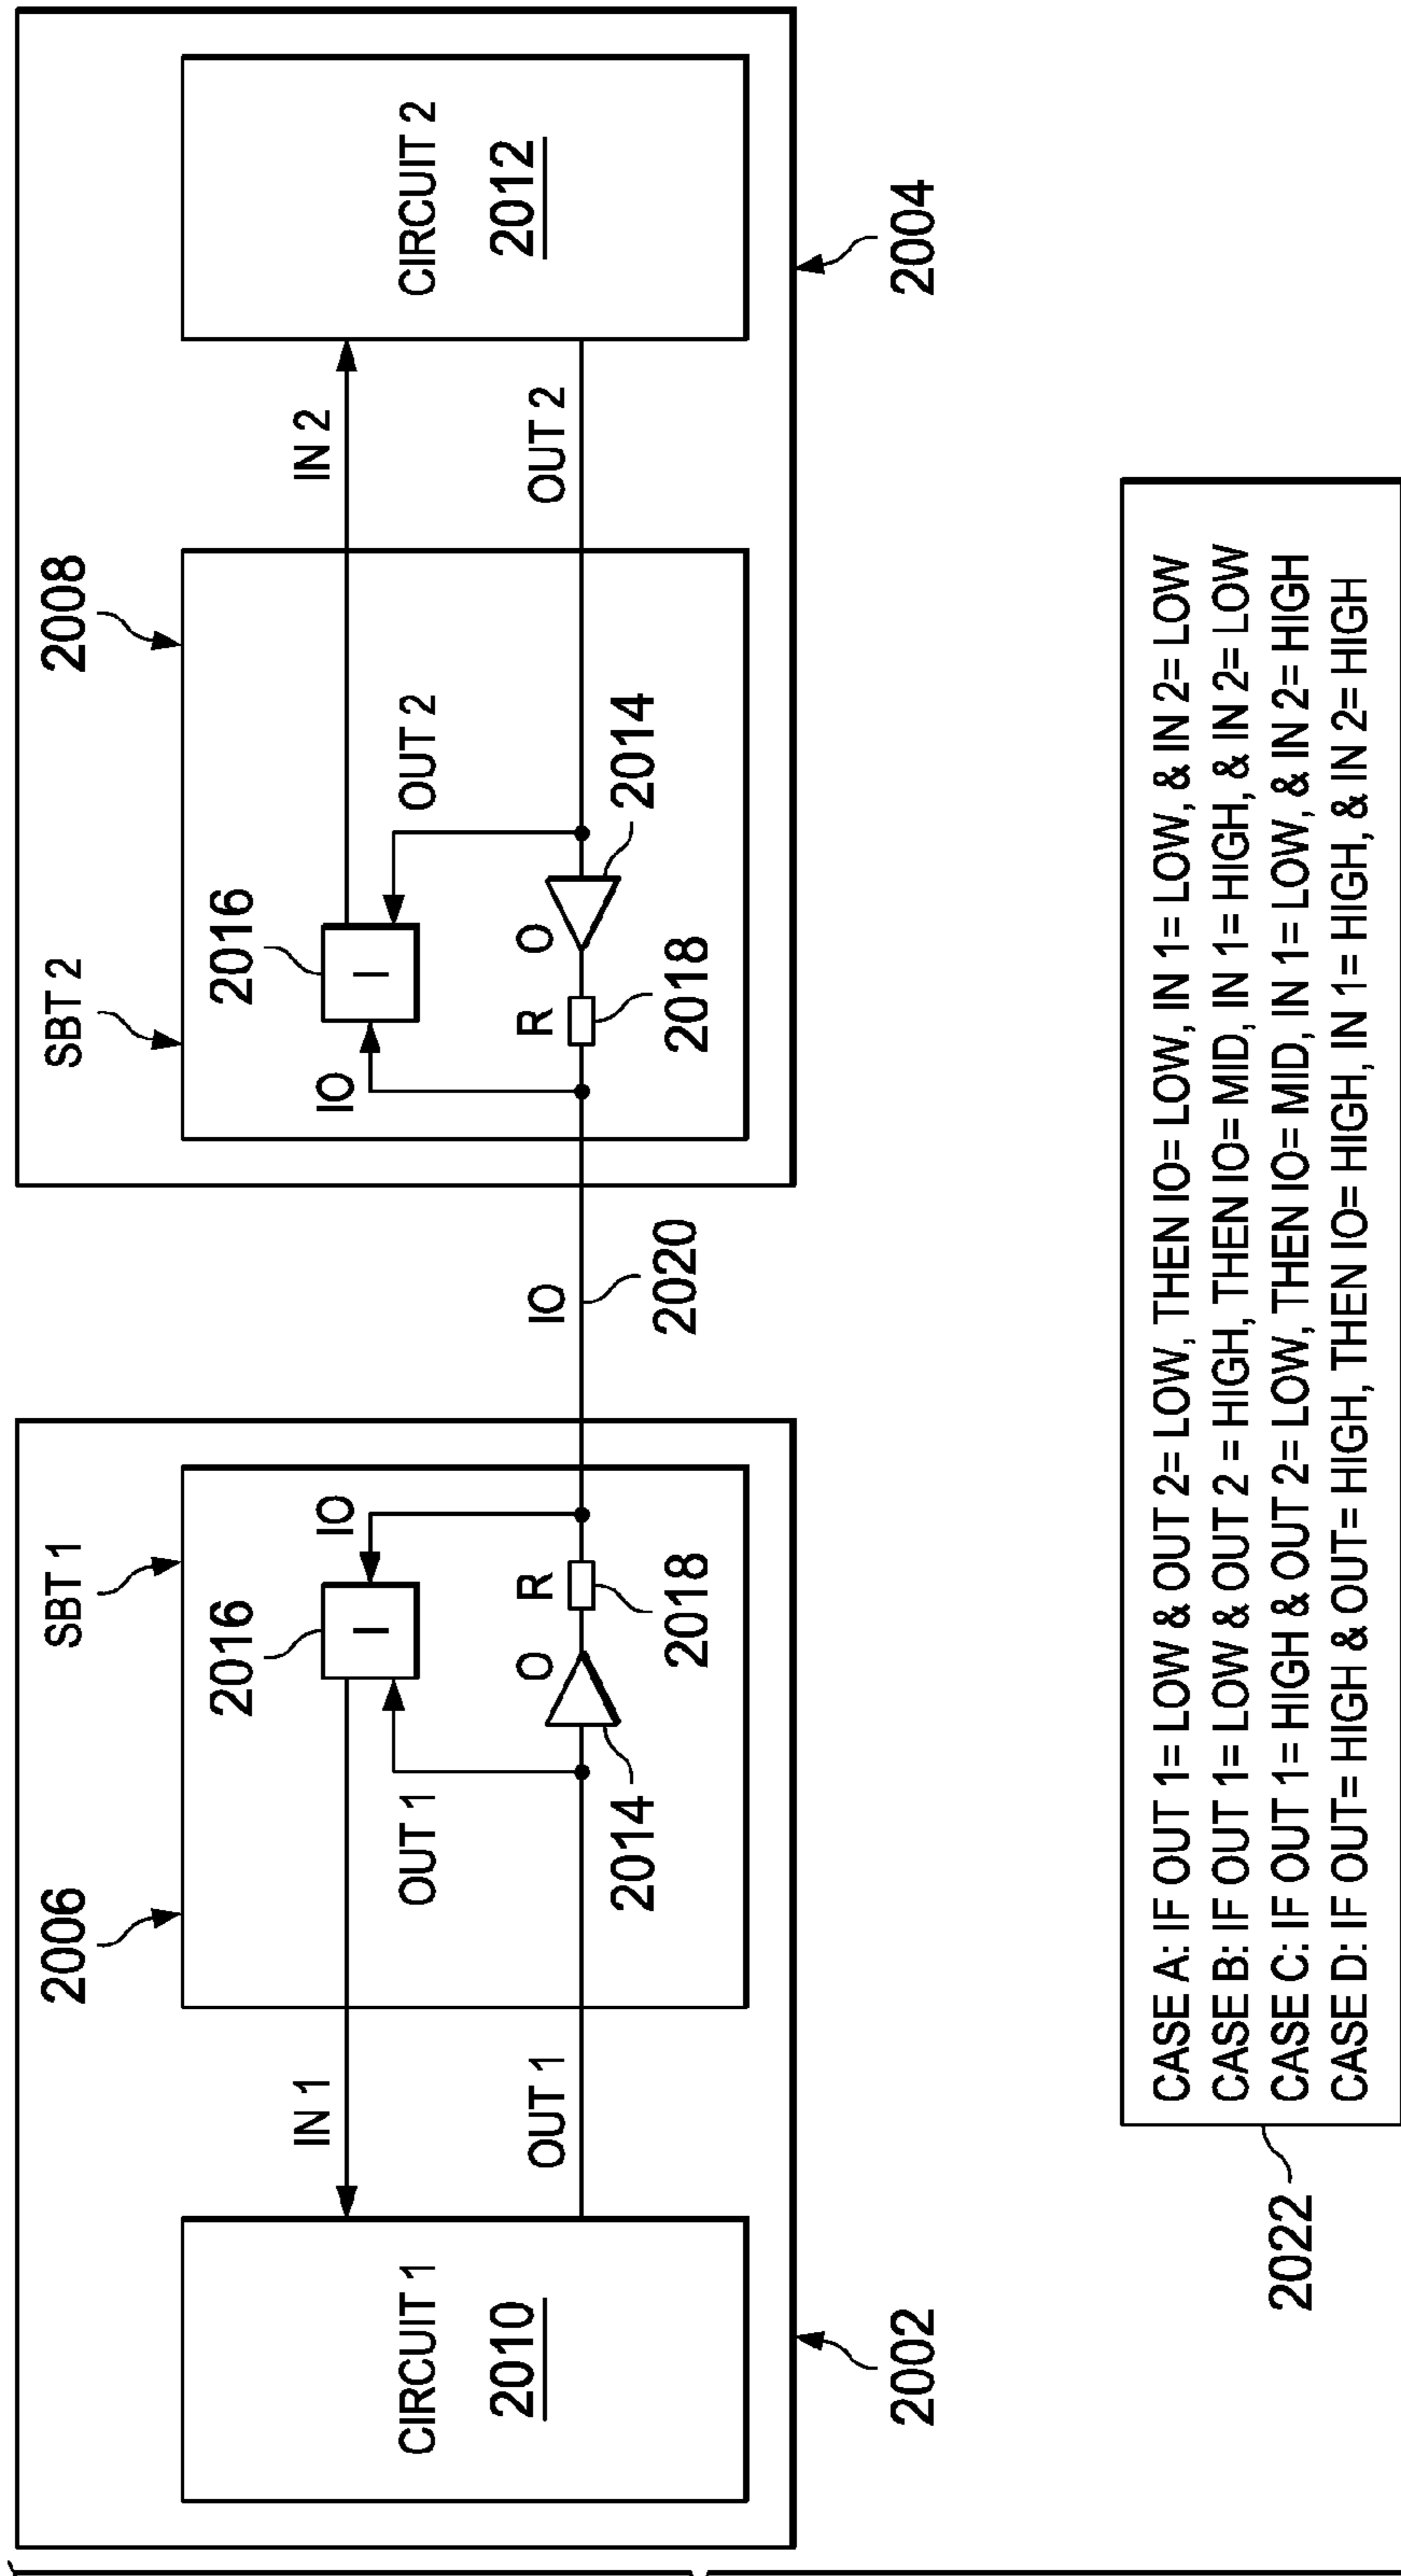 2006
SBT 1
SBT 2
2008
2016
2016
IN 1
IO
IO
IN 2
CIRCUIT 1
OUT 1
OUT 2
CIRCUIT 2
2010
2012
OUT 1
O
R
IO
R
O
OUT 2
2014
2018
2020
2018
2014
2002
2004
CASE A: IF OUT 1= LOW & OUT 2= LOW, THEN IO= LOW, IN 1= LOW, & IN 2= LOW
CASE B: IF OUT 1= LOW & OUT 2 = HIGH, THEN IO= MID, IN 1= HIGH, & IN 2= LOW
CASE C: IF OUT 1= HIGH & OUT 2= LOW, THEN IO= MID, IN 1= LOW, & IN 2= HIGH
CASE D: IF OUT= HIGH & OUT= HIGH, THEN IO= HIGH, IN 1= HIGH, & IN 2= HIGH
2022
I
I